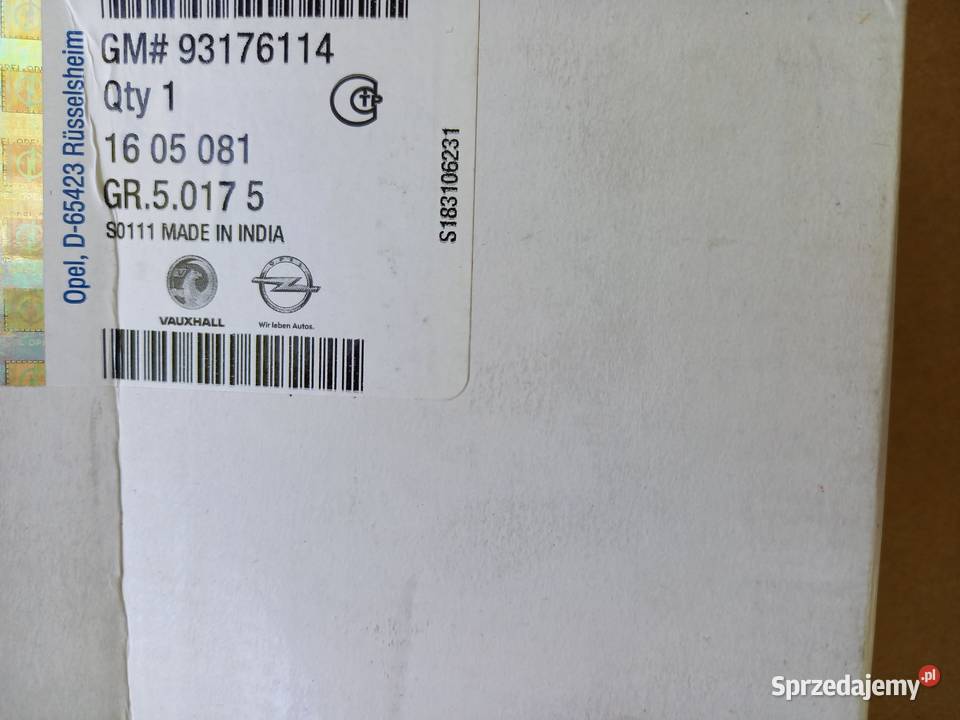 GM# 93176114
Qty 1
16 05 081
GR.5.017 5
S0111 MADE IN INDIA
VAUXHALL
OPEL
Wir leben Autos.
Opel, D-65423 Rüsselsheim
S183106231
Sprzedajemy.pl